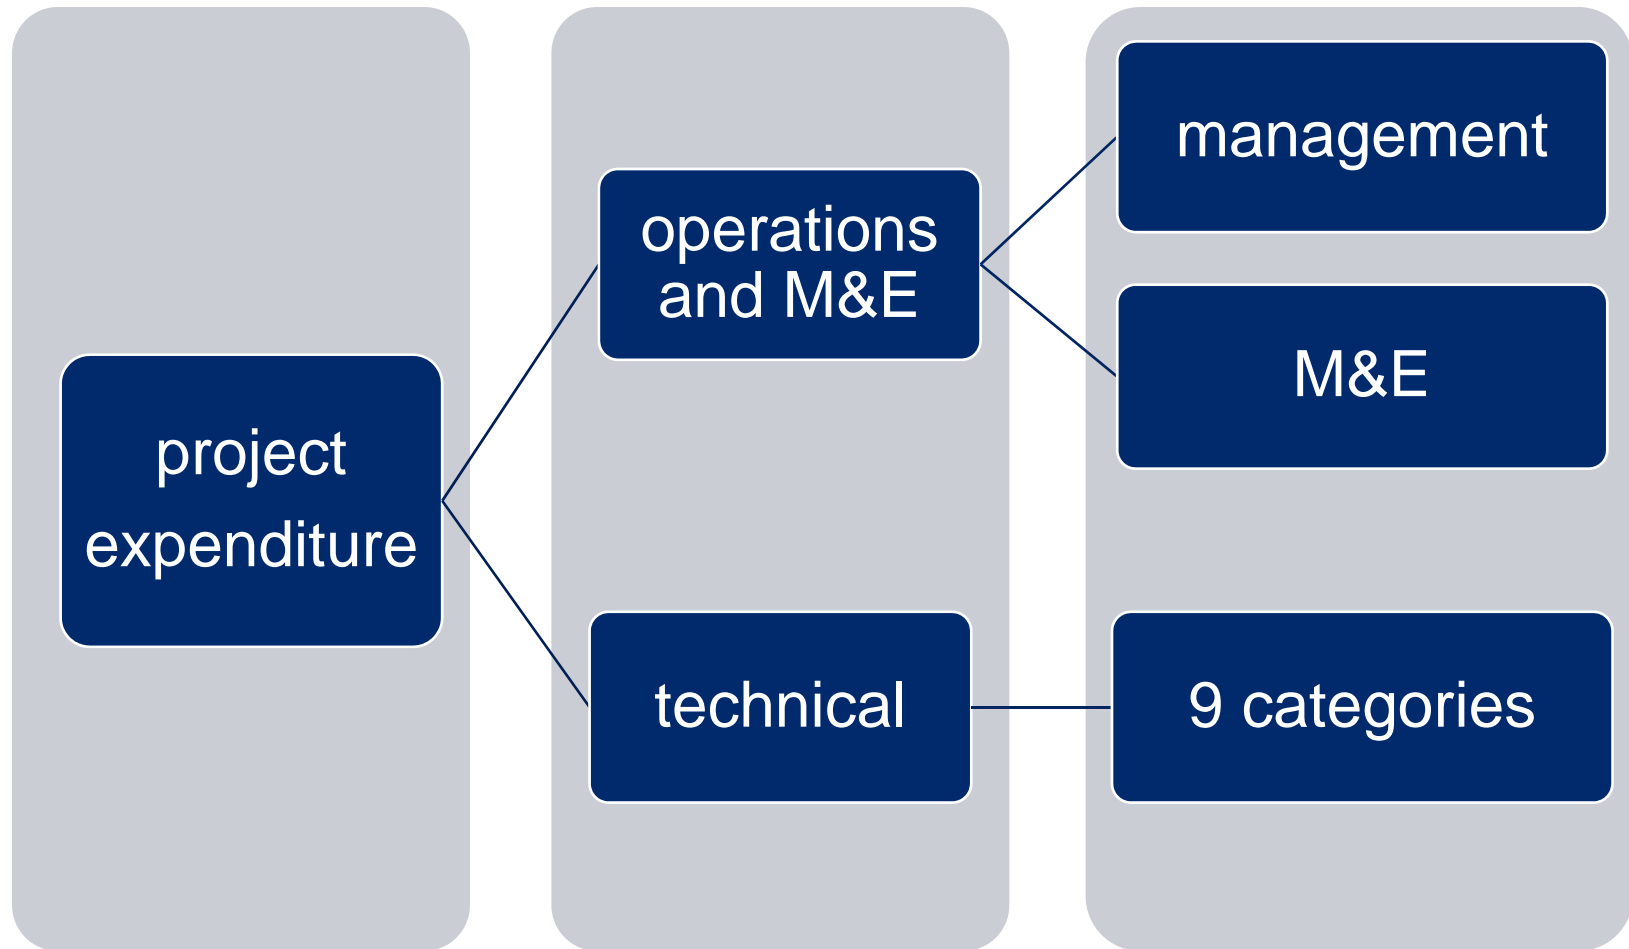 project
expenditure
operations
and M&E
technical
management
M&E
9 categories